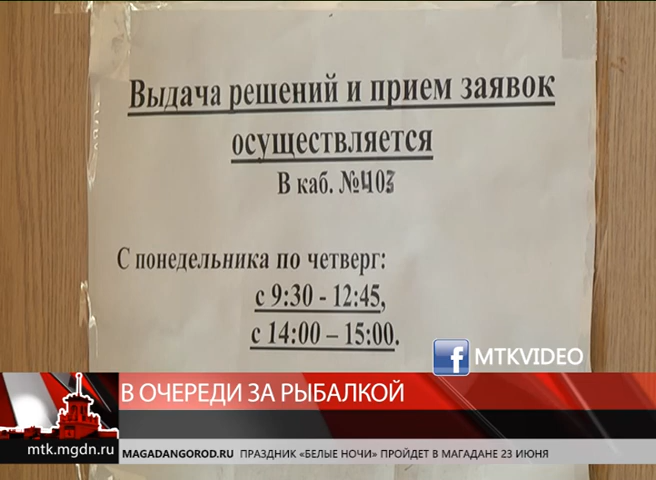 Выдача решений и прием заявок
осуществляется
В каб. №403
С понедельника по четверг:
с 9:30 - 12:45,
с 14:00 – 15:00.
f MTKVIDEO
В ОЧЕРЕДИ ЗА РЫБАЛКОЙ
mtk.mgdn.ru
MAGADANGOROD.RU ПРАЗДНИК «БЕЛЫЕ НОЧИ» ПРОЙДЕТ В МАГАДАНЕ 23 ИЮНЯ